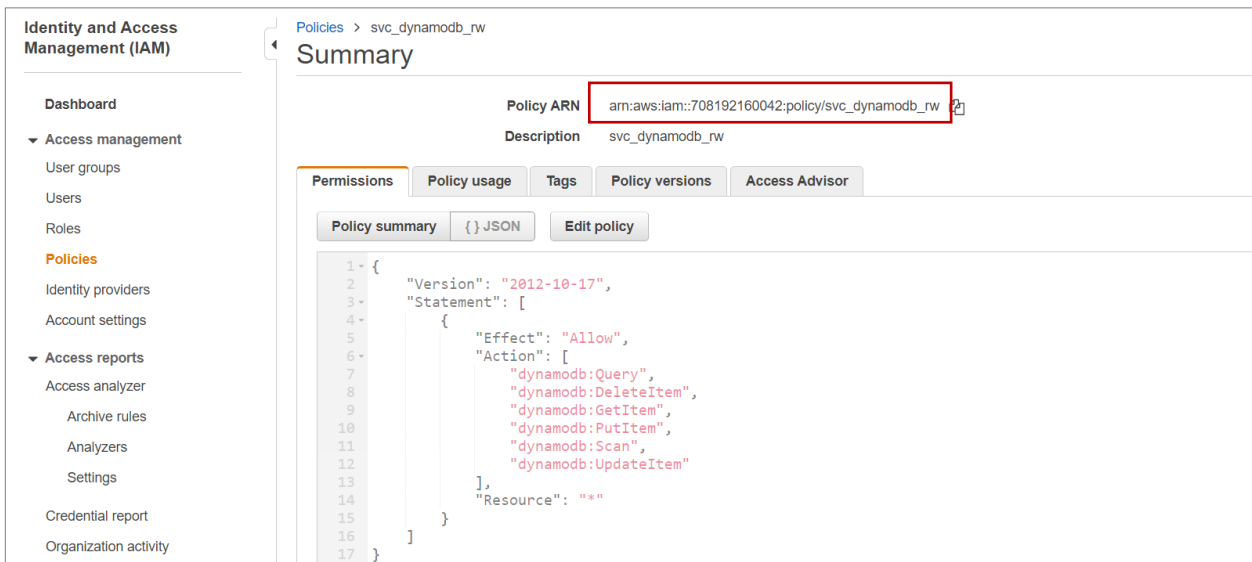 Identity and Access
Management (IAM)
Dashboard
Access management
User groups
Users
Roles
Policies
Identity providers
Account settings
Access reports
Access analyzer
Archive rules
Analyzers
Settings
Credential report
Organization activity
Policies > svc_dynamodb_rw
Summary
Policy ARN arn:aws:iam::708192160042:policy/svc_dynamodb_rw
Description svc_dynamodb_rw
Permissions Policy usage Tags Policy versions Access Advisor
Policy summary { } JSON Edit policy
1 {
2 "Version": "2012-10-17",
3 "Statement": [
4 {
5 "Effect": "Allow",
6 "Action": [
7 "dynamodb:Query",
8 "dynamodb:DeleteItem",
9 "dynamodb:GetItem",
10 "dynamodb:PutItem",
11 "dynamodb:Scan",
12 "dynamodb:UpdateItem"
13 ],
14 "Resource": "*"
15 }
16 ]
17 }